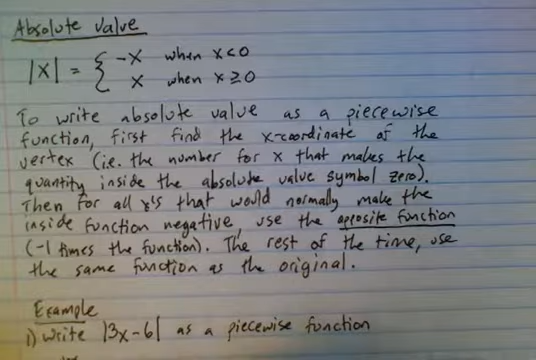 Absolute Value
|x| = { -x when x < 0
x when x ≥ 0
To write absolute value as a piecewise
function, first find the x-coordinate of the
vertex (i.e. the number for x that makes the
quantity inside the absolute value symbol zero).
Then for all x's that would normally make the
inside function negative, use the opposite function
(-1 times the function). The rest of the time, use
the same function as the original.
Example
1) Write |3x-6| as a piecewise function